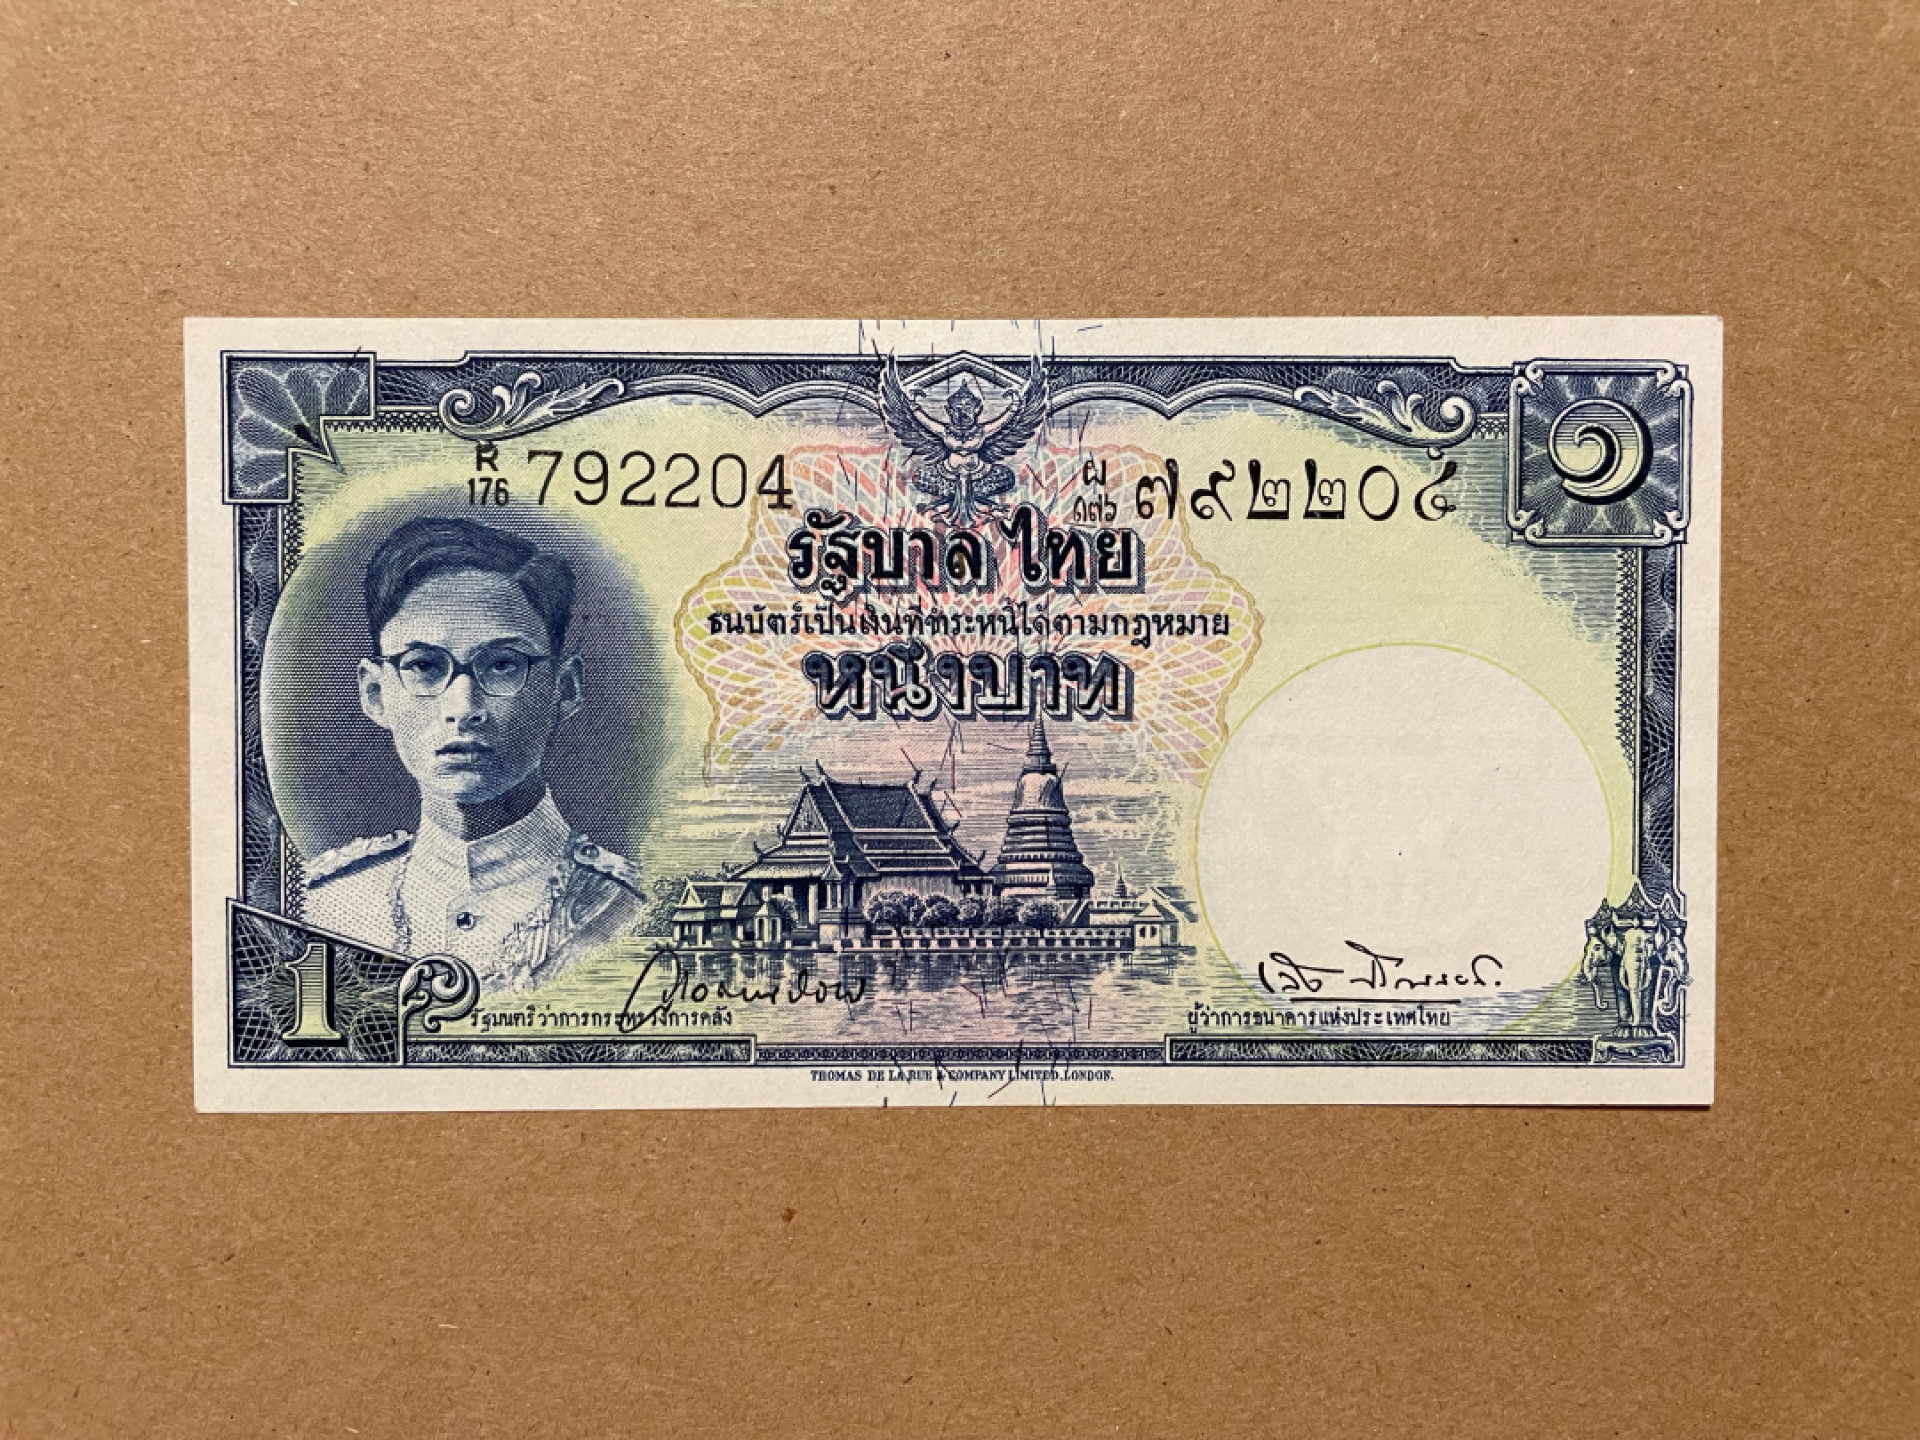 R
176 792204
ผ
๑๗๖ ๗๙๒๒๐๔
๑
รัฐบาลไทย
ธนบัตร์เป็นเงินที่ชำระหนี้ได้ตามกฎหมาย
หนึ่งบาท
1 ๑
รัฐมนตรีว่าการกระทรวงการคลัง
ผู้ว่าการธนาคารแห่งประเทศไทย
THOMAS DE LA RUE & COMPANY LIMITED, LONDON.